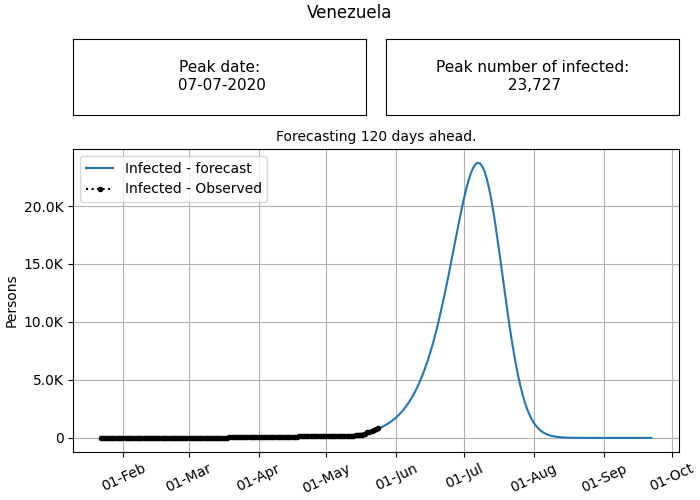 Venezuela
Peak date:
07-07-2020
Peak number of infected:
23,727
Forecasting 120 days ahead.
Infected - forecast
Infected - Observed
Persons
20.0K
15.0K
10.0K
5.0K
0
01-Feb
01-Mar
01-Apr
01-May
01-Jun
01-Jul
01-Aug
01-Sep
01-Oct